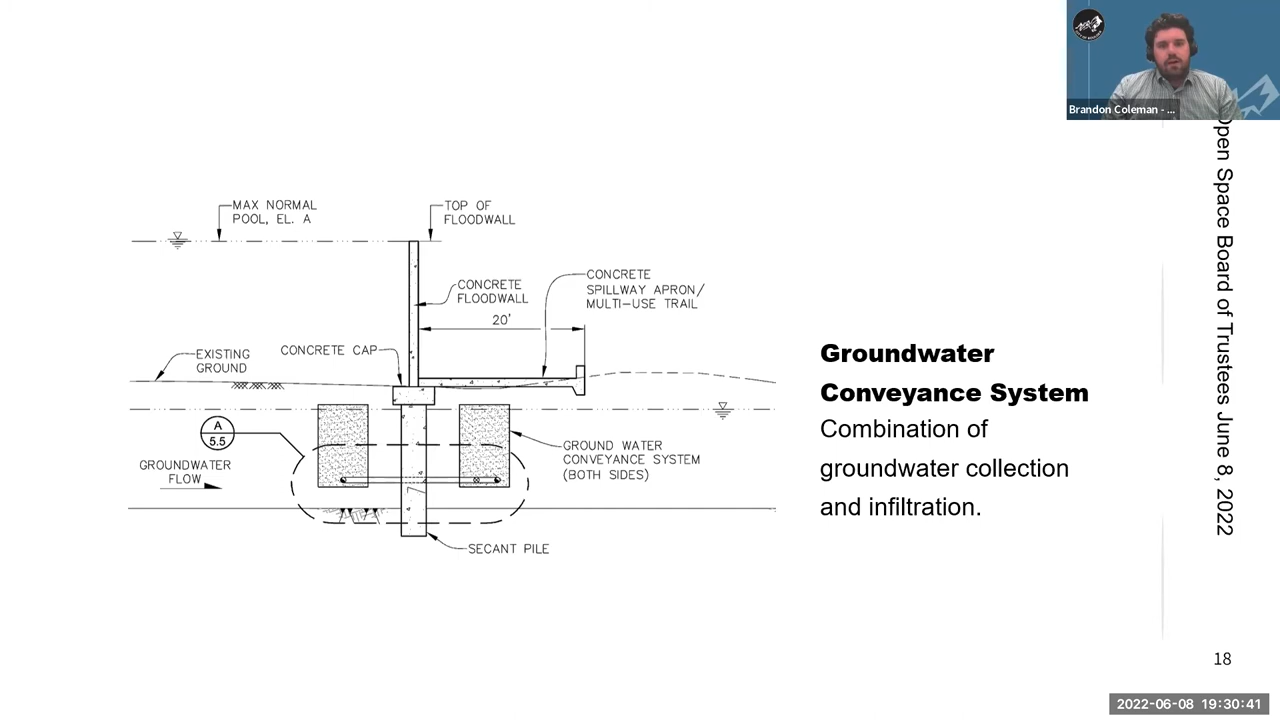 MAX NORMAL
POOL, EL. A
TOP OF
FLOODWALL
CONCRETE
FLOODWALL
CONCRETE
SPILLWAY APRON/
MULTI-USE TRAIL
20'
EXISTING
GROUND
CONCRETE CAP
A
5.5
GROUNDWATER
FLOW
GROUND WATER
CONVEYANCE SYSTEM
(BOTH SIDES)
SECANT PILE
Groundwater
Conveyance System
Combination of
groundwater collection
and infiltration.
Brandon Coleman - ...
Open Space Board of Trustees June 8, 2022
18
2022-06-08 19:30:41